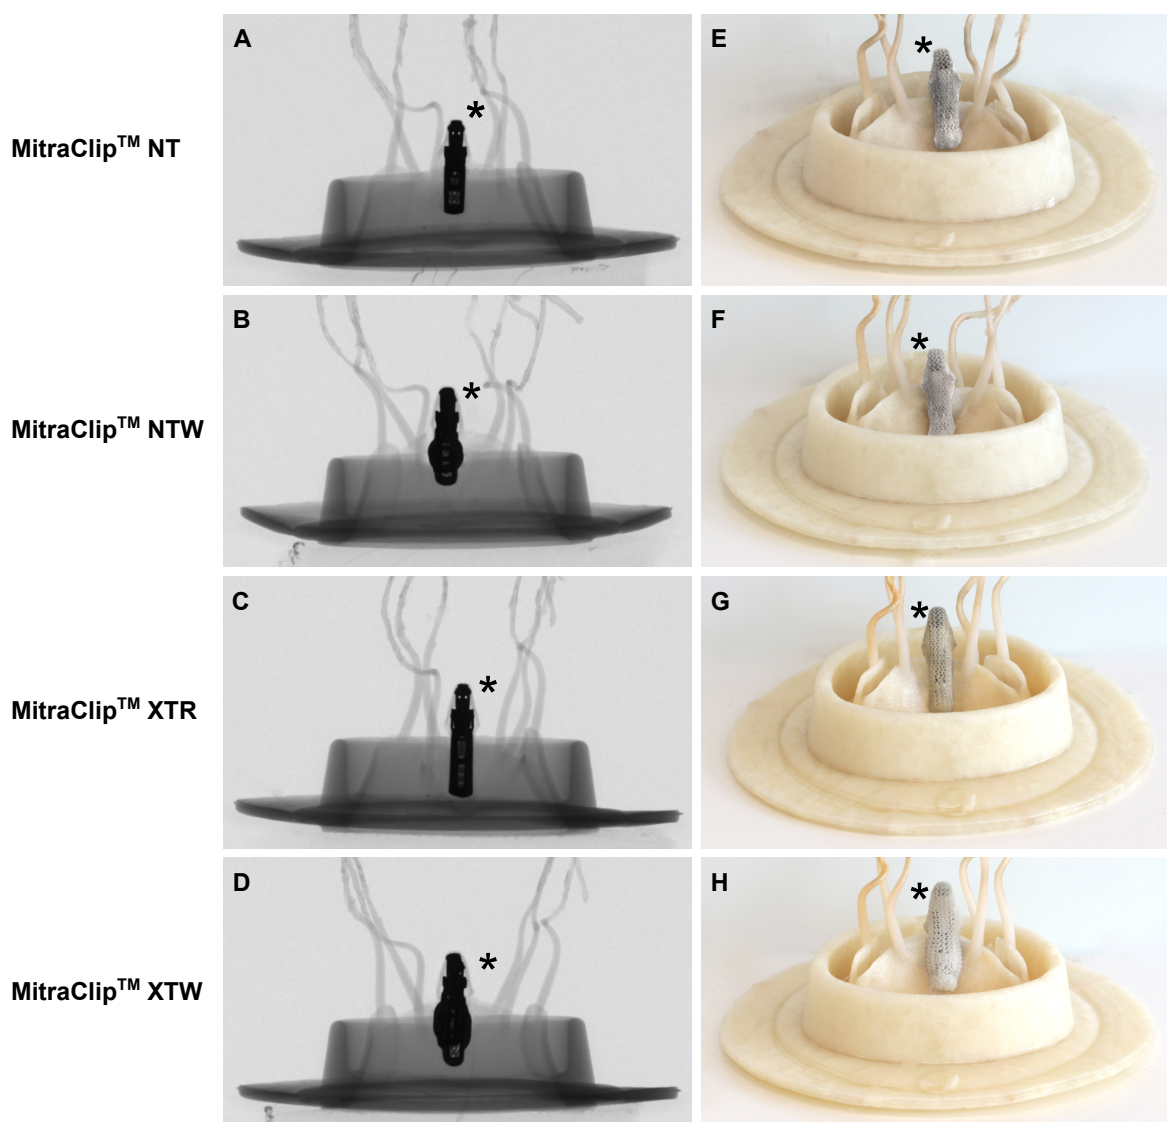 A
E
MitraClip™ NT
*
*
B
F
MitraClip™ NTW
*
*
C
G
MitraClip™ XTR
*
*
D
H
MitraClip™ XTW
*
*